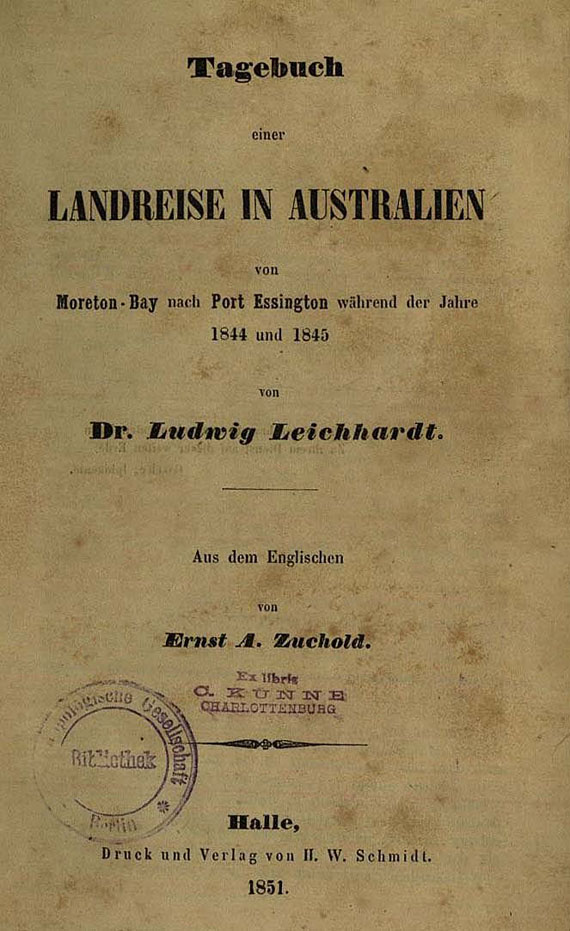 Tagebuch
einer
LANDREISE IN AUSTRALIEN
von
Moreton-Bay nach Port Essington während der Jahre
1844 und 1845
von
Dr. Ludwig Leichhardt.
Aus dem Englischen
von
Ernst A. Zuchold.
Ex libris
C. KÜNNE
CHARLOTTENBURG
Gesellschaft
Bibliothek
Berlin
Halle,
Druck und Verlag von H. W. Schmidt.
1851.